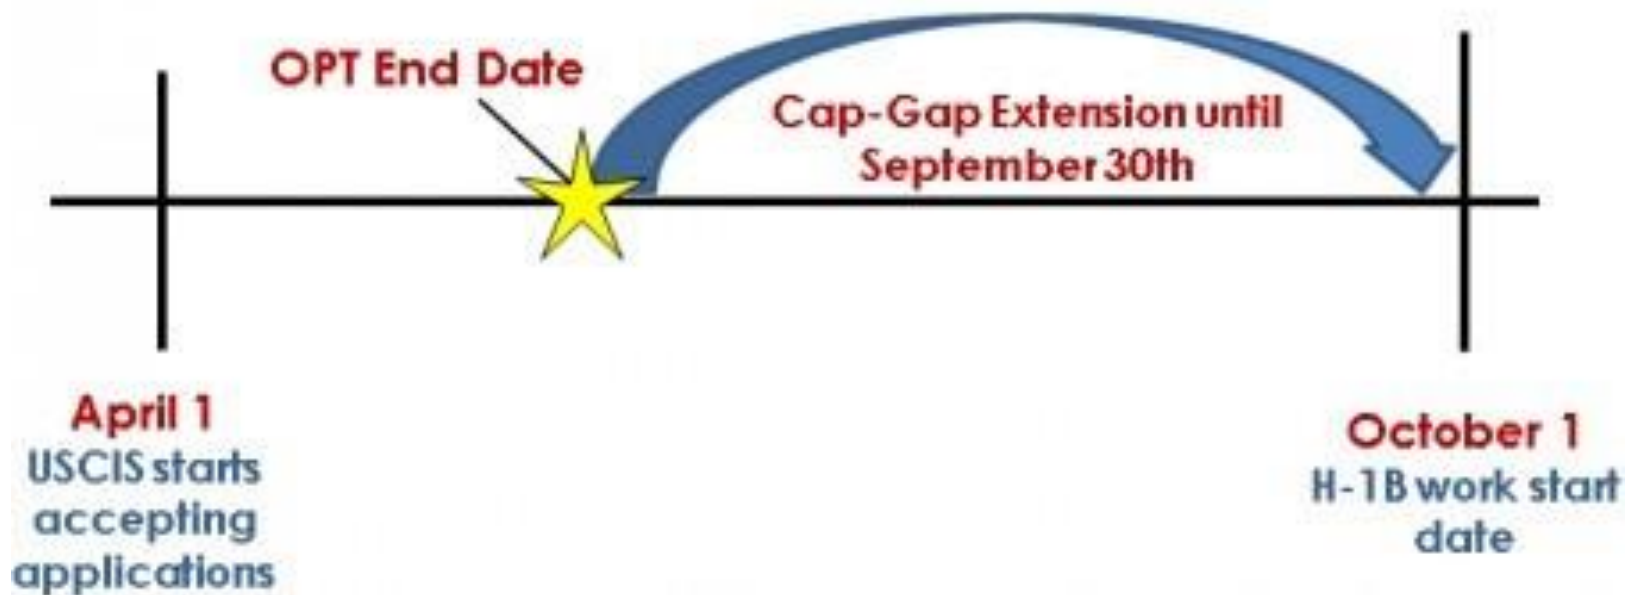 OPT End Date
Cap-Gap Extension until
September 30th
April 1
USCIS starts
accepting
applications
October 1
H-1B work start
date